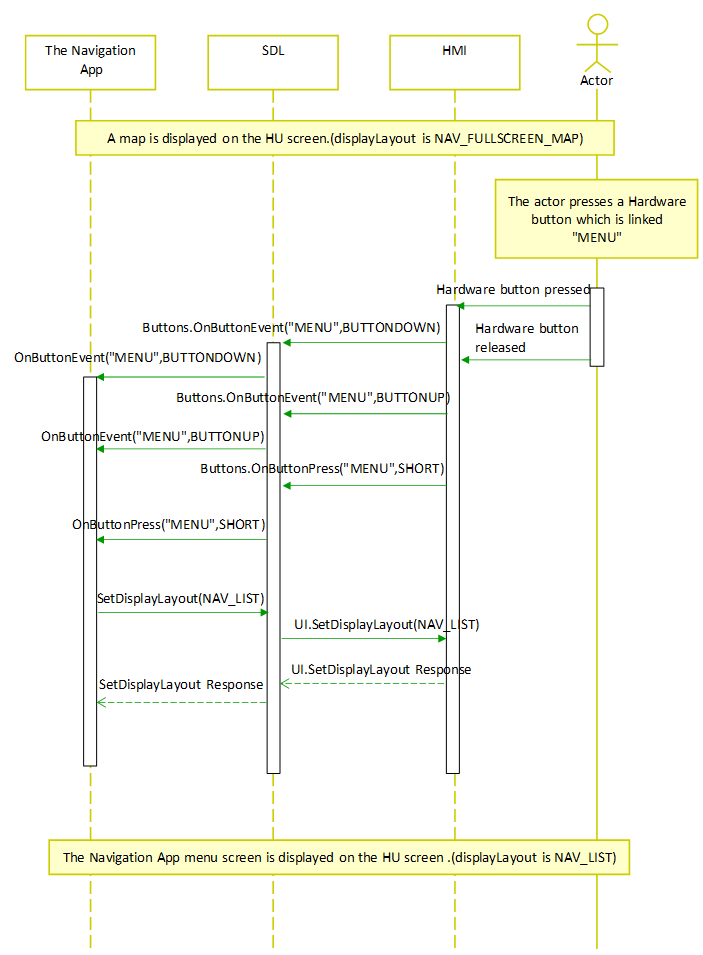 The Navigation
App
SDL
HMI
Actor
A map is displayed on the HU screen.(displayLayout is NAV_FULLSCREEN_MAP)
The actor presses a Hardware
button which is linked
"MENU"
Hardware button pressed
Buttons.OnButtonEvent("MENU",BUTTONDOWN)
Hardware button
released
OnButtonEvent("MENU",BUTTONDOWN)
Buttons.OnButtonEvent("MENU",BUTTONUP)
OnButtonEvent("MENU",BUTTONUP)
Buttons.OnButtonPress("MENU",SHORT)
OnButtonPress("MENU",SHORT)
SetDisplayLayout(NAV_LIST)
UI.SetDisplayLayout(NAV_LIST)
UI.SetDisplayLayout Response
SetDisplayLayout Response
The Navigation App menu screen is displayed on the HU screen .(displayLayout is NAV_LIST)